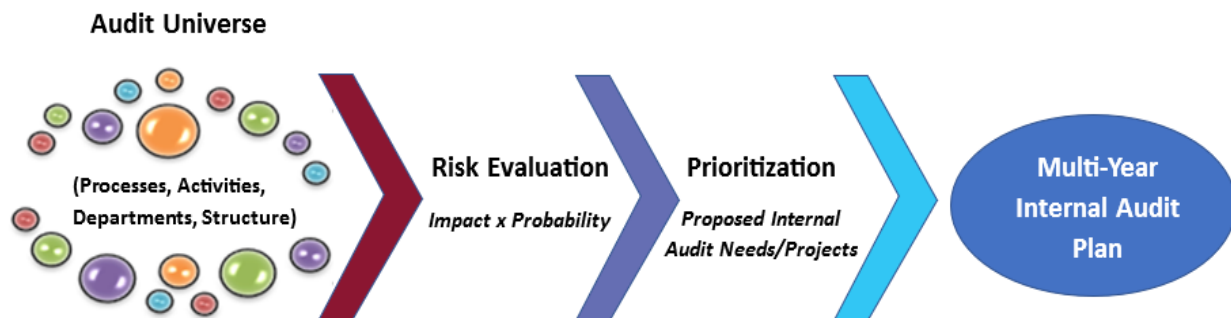 Audit Universe
(Processes, Activities,
Departments, Structure)
Risk Evaluation
Impact x Probability
Prioritization
Proposed Internal
Audit Needs/Projects
Multi-Year
Internal Audit
Plan